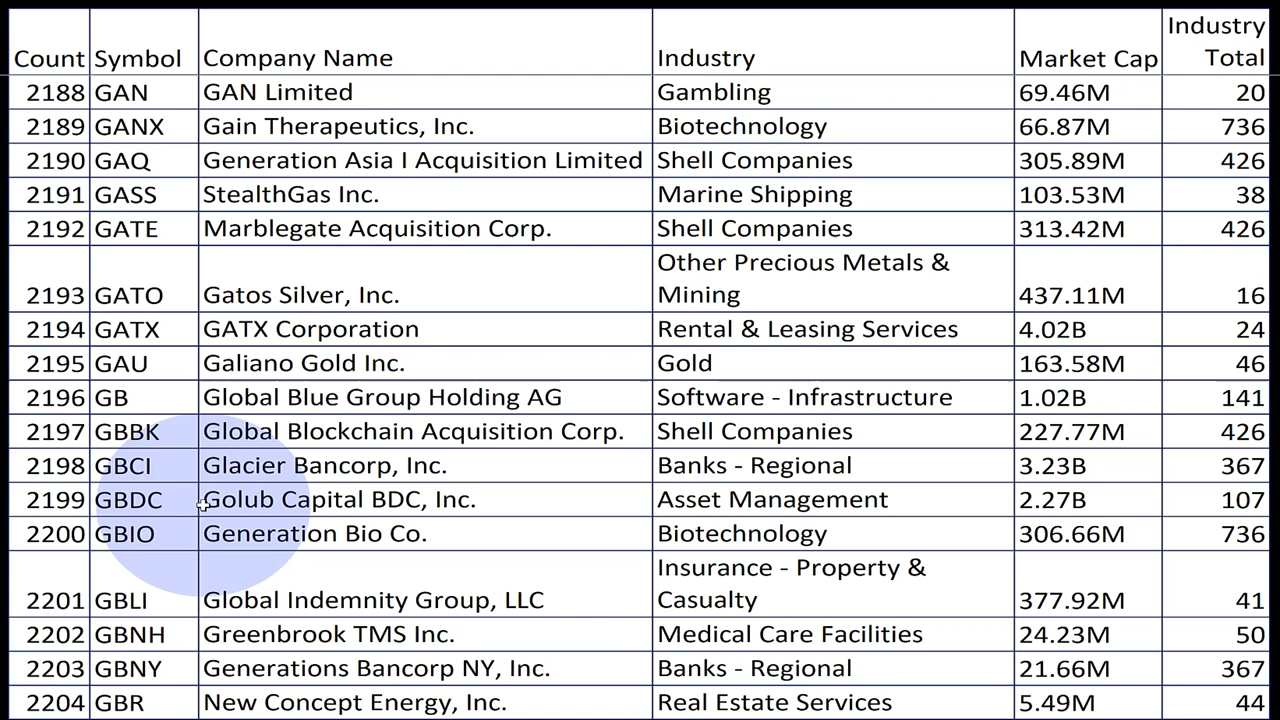 Count Symbol Company Name Industry Market Cap Industry Total
2188 GAN GAN Limited Gambling 69.46M 20
2189 GANX Gain Therapeutics, Inc. Biotechnology 66.87M 736
2190 GAQ Generation Asia I Acquisition Limited Shell Companies 305.89M 426
2191 GASS StealthGas Inc. Marine Shipping 103.53M 38
2192 GATE Marblegate Acquisition Corp. Shell Companies 313.42M 426
2193 GATO Gatos Silver, Inc. Other Precious Metals & Mining 437.11M 16
2194 GATX GATX Corporation Rental & Leasing Services 4.02B 24
2195 GAU Galiano Gold Inc. Gold 163.58M 46
2196 GB Global Blue Group Holding AG Software - Infrastructure 1.02B 141
2197 GBBK Global Blockchain Acquisition Corp. Shell Companies 227.77M 426
2198 GBCI Glacier Bancorp, Inc. Banks - Regional 3.23B 367
2199 GBDC Golub Capital BDC, Inc. Asset Management 2.27B 107
2200 GBIO Generation Bio Co. Biotechnology 306.66M 736
2201 GBLI Global Indemnity Group, LLC Insurance - Property & Casualty 377.92M 41
2202 GBNH Greenbrook TMS Inc. Medical Care Facilities 24.23M 50
2203 GBNY Generations Bancorp NY, Inc. Banks - Regional 21.66M 367
2204 GBR New Concept Energy, Inc. Real Estate Services 5.49M 44